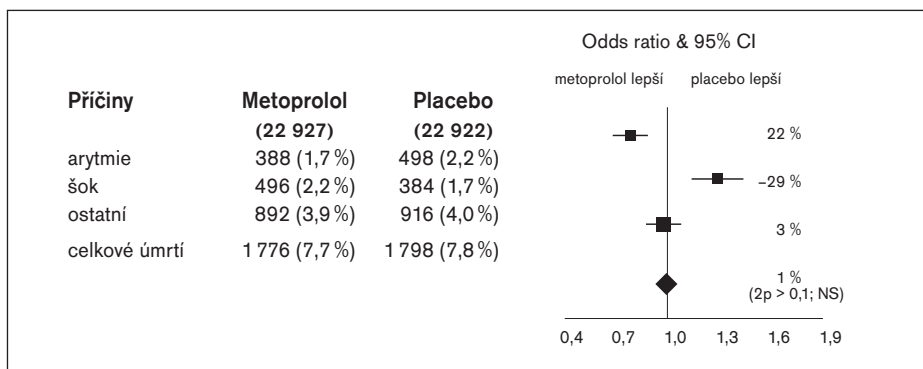 Odds ratio & 95% CI
metoprolol lepší placebo lepší
Příčiny Metoprolol Placebo
(22 927) (22 922)
arytmie 388 (1,7 %) 498 (2,2 %) 22 %
šok 496 (2,2 %) 384 (1,7 %) –29 %
ostatní 892 (3,9 %) 916 (4,0 %) 3 %
celkové úmrtí 1 776 (7,7 %) 1 798 (7,8 %)
1 %
(2p > 0,1; NS)
0,4 0,7 1,0 1,3 1,6 1,9